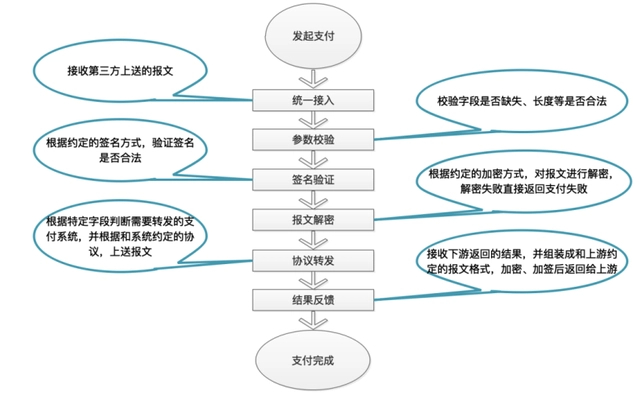 发起支付
接收第三方上送的报文
统一接入
校验字段是否缺失、长度等是否合法
参数校验
根据约定的签名方式，验证签名
是否合法
签名验证
根据约定的加密方式，对报文进行解密，
解密失败直接返回支付失败
报文解密
根据特定字段判断需要转发的支
付系统，并根据和系统约定的协
议，上送报文
协议转发
接收下游返回的结果，并组装成和上游约
定的报文格式，加密、加签后返回给上游
结果反馈
支付完成